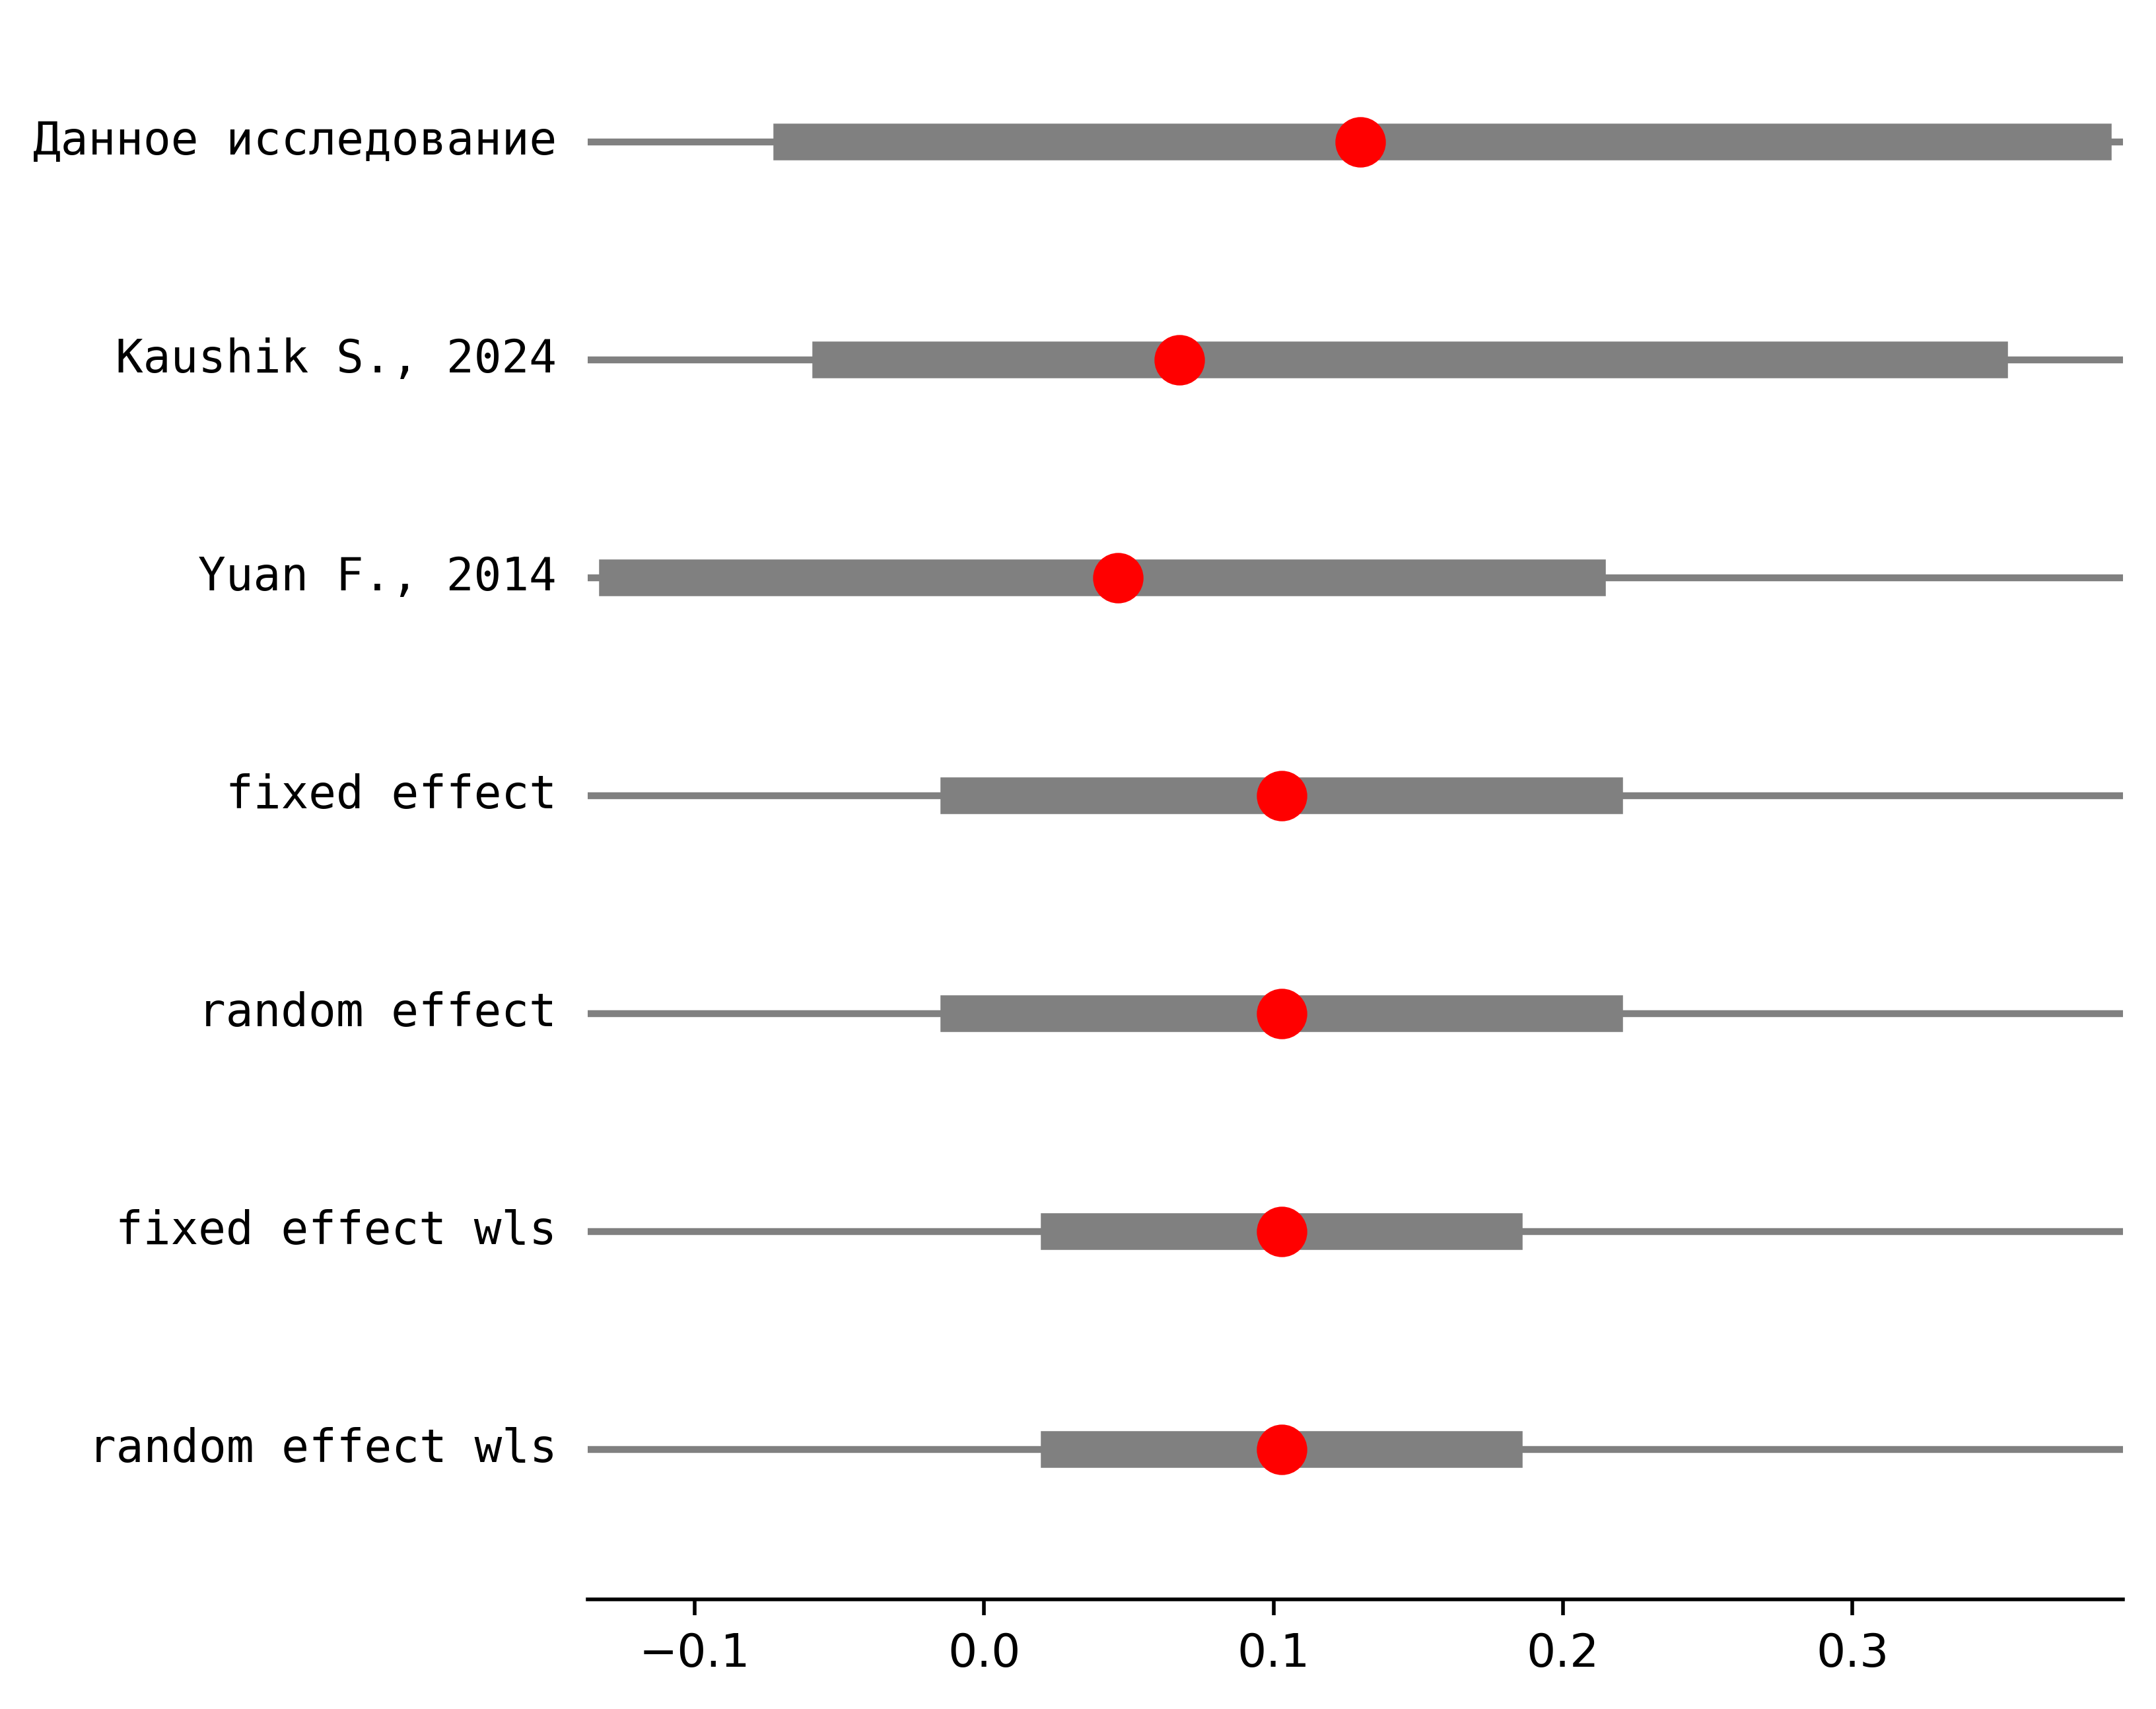 Данное исследование
Kaushik S., 2024
Yuan F., 2014
fixed effect
random effect
fixed effect wls
random effect wls
−0.1 0.0 0.1 0.2 0.3